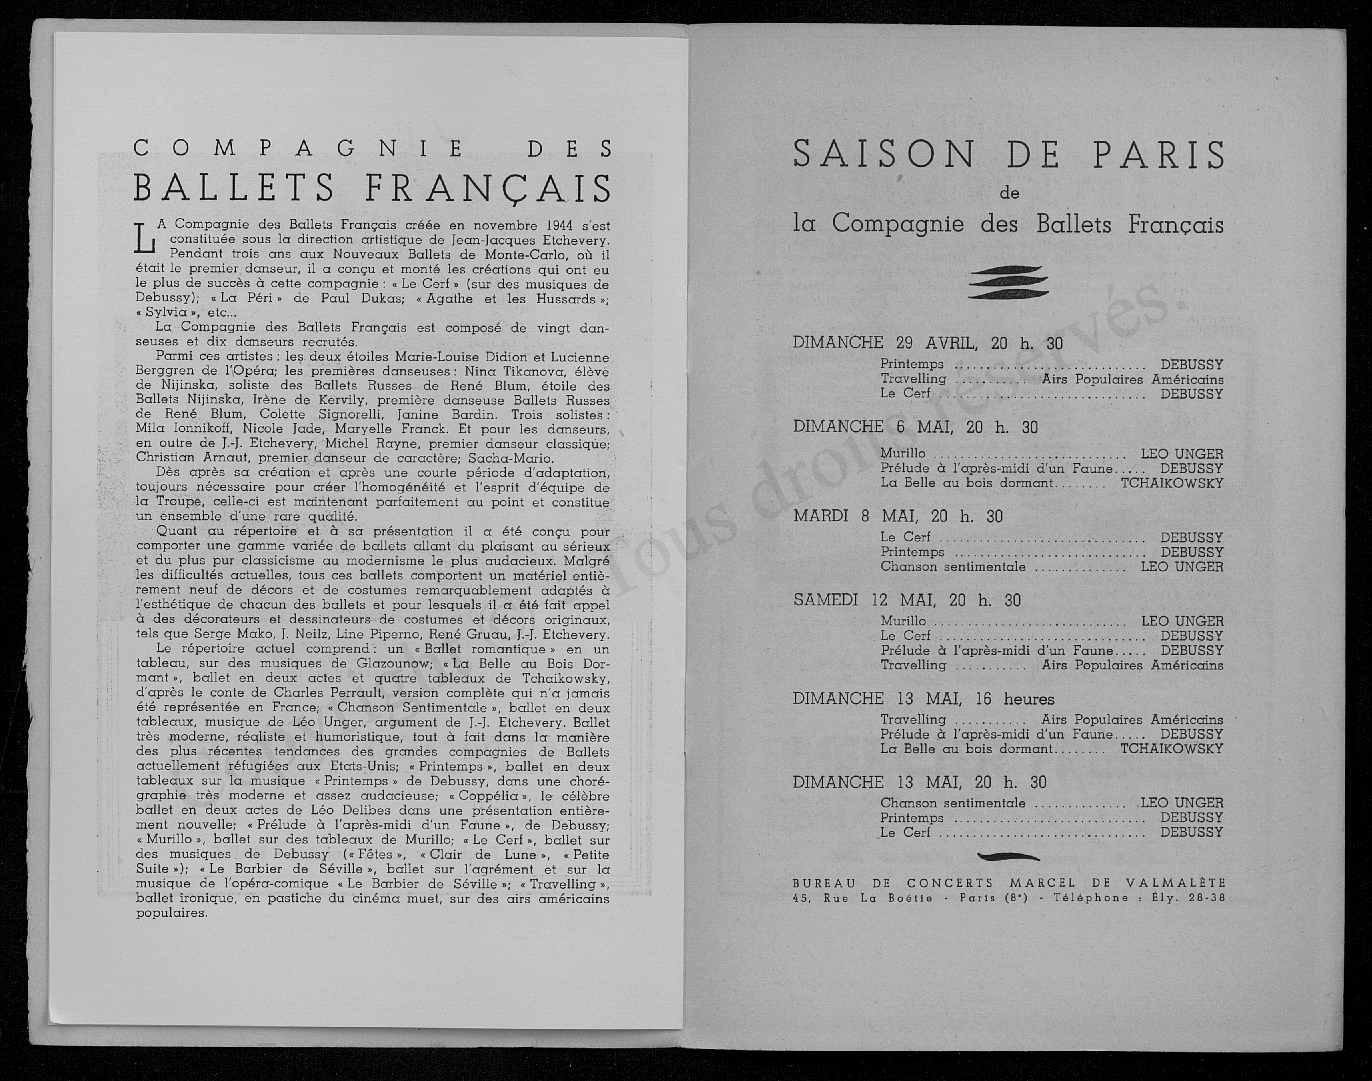 COMPAGNIE DES
BALLETS FRANÇAIS
LA Compagnie des Ballets Français créée en novembre 1944 s'est
constituée sous la direction artistique de Jean-Jacques Etchevery.
Pendant trois ans aux Nouveaux Ballets de Monte-Carlo, où il
était le premier danseur, il a conçu et monté les créations qui ont eu
le plus de succès à cette compagnie : « Le Cerf » (sur des musiques de
Debussy); « La Péri » de Paul Dukas; « Agathe et les Hussards »;
« Sylvia », etc...
La Compagnie des Ballets Français est composé de vingt dan-
seuses et dix danseurs recrutés.
Parmi ces artistes : les deux étoiles Marie-Louise Didion et Lucienne
Berggren de l'Opéra; les premières danseuses : Nina Tikanova, élève
de Nijinska, soliste des Ballets Russes de René Blum, étoile des
Ballets Nijinska, Irène de Kervily, première danseuse Ballets Russes
de René Blum, Colette Signorelli, Janine Bardin. Trois solistes :
Mila Ionnikoff, Nicole Jade, Maryelle Franck. Et pour les danseurs,
en outre de J.-J. Etchevery, Michel Rayne, premier danseur classique;
Christian Arnaut, premier danseur de caractère; Sacha-Mario.
Dès après sa création et après une courte période d'adaptation,
toujours nécessaire pour créer l'homogénéité et l'esprit d'équipe de
la Troupe, celle-ci est maintenant parfaitement au point et constitue
un ensemble d'une rare qualité.
Quant au répertoire et à sa présentation il a été conçu pour
comporter une gamme variée de ballets allant du plaisant au sérieux
et du plus pur classicisme au modernisme le plus audacieux. Malgré
les difficultés actuelles, tous ces ballets comportent un matériel entiè-
rement neuf de décors et de costumes remarquablement adaptés à
l'esthétique de chacun des ballets et pour lesquels il a été fait appel
à des décorateurs et dessinateurs de costumes et décors originaux,
tels que Serge Mako, J. Neilz, Line Piperno, René Gruau, J.-J. Etchevery.
Le répertoire actuel comprend : un « Ballet romantique » en un
tableau, sur des musiques de Glazounow; « La Belle au Bois Dor-
mant », ballet en deux actes et quatre tableaux de Tchaikowsky,
d'après le conte de Charles Perrault, version complète qui n'a jamais
été représentée en France; « Chanson Sentimentale », ballet en deux
tableaux, musique de Léo Unger, argument de J.-J. Etchevery. Ballet
très moderne, réaliste et humoristique, tout à fait dans la manière
des plus récentes tendances des grandes compagnies de Ballets
actuellement réfugiées aux Etats-Unis; « Printemps », ballet en deux
tableaux sur la musique « Printemps » de Debussy, dans une choré-
graphie très moderne et assez audacieuse; « Coppélia », le célèbre
ballet en deux actes de Léo Delibes dans une présentation entière-
ment nouvelle; « Prélude à l'après-midi d'un Faune », de Debussy;
« Murillo », ballet sur des tableaux de Murillo; « Le Cerf », ballet sur
des musiques de Debussy (« Fêtes », « Clair de Lune », « Petite
Suite »); « Le Barbier de Séville », ballet sur l'agrément et sur la
musique de l'opéra-comique « Le Barbier de Séville »; « Travelling »,
ballet ironique, en pastiche du cinéma muet, sur des airs américains
populaires.
SAISON DE PARIS
de
la Compagnie des Ballets Français
DIMANCHE 29 AVRIL, 20 h. 30
Printemps .............................. DEBUSSY
Travelling ........... Airs Populaires Américains
Le Cerf ................................. DEBUSSY
DIMANCHE 6 MAI, 20 h. 30
Murillo .............................. LEO UNGER
Prélude à l'après-midi d'un Faune..... DEBUSSY
La Belle au bois dormant........ TCHAIKOWSKY
MARDI 8 MAI, 20 h. 30
Le Cerf ................................. DEBUSSY
Printemps .............................. DEBUSSY
Chanson sentimentale .............. LEO UNGER
SAMEDI 12 MAI, 20 h. 30
Murillo .............................. LEO UNGER
Le Cerf ................................. DEBUSSY
Prélude à l'après-midi d'un Faune..... DEBUSSY
Travelling ........... Airs Populaires Américains
DIMANCHE 13 MAI, 16 heures
Travelling ........... Airs Populaires Américains
Prélude à l'après-midi d'un Faune..... DEBUSSY
La Belle au bois dormant........ TCHAIKOWSKY
DIMANCHE 13 MAI, 20 h. 30
Chanson sentimentale .............. LEO UNGER
Printemps .............................. DEBUSSY
Le Cerf ................................. DEBUSSY
BUREAU DE CONCERTS MARCEL DE VALMALÈTE
45, Rue La Boétie - Paris (8e) - Téléphone : Ély. 28-38
Tous droits réservés.